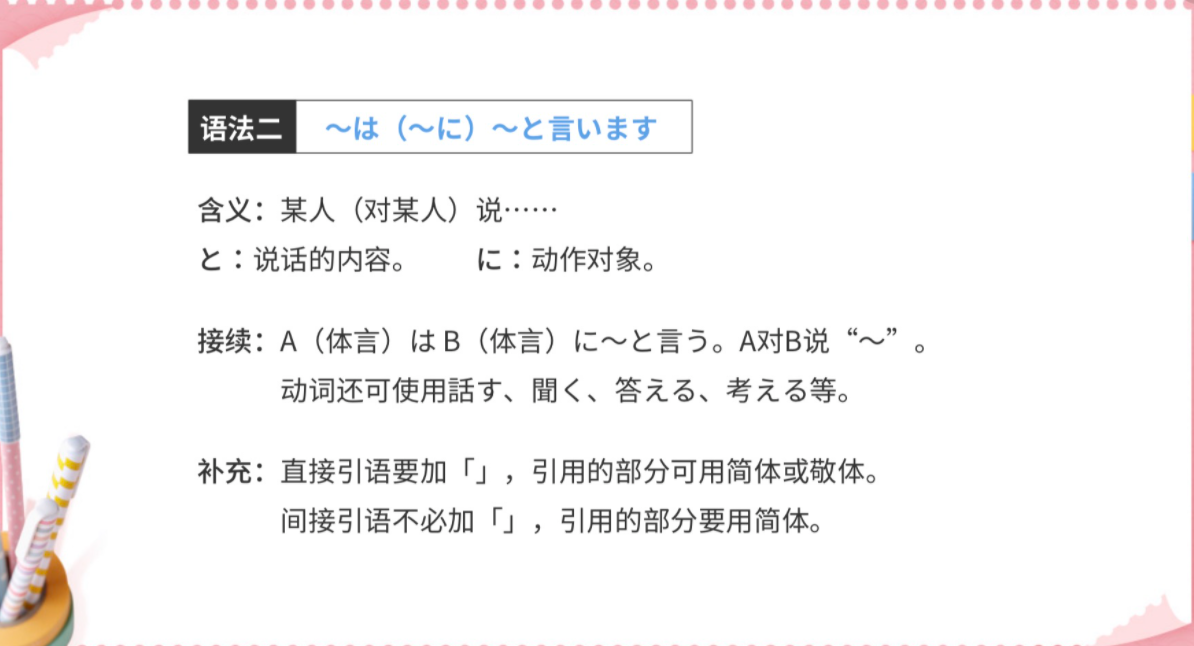 语法二 ～は（～に）～と言います
含义：某人（对某人）说……
と：说话的内容。 に：动作对象。
接续：A（体言）は B（体言）に～と言う。A对B说“～”。
动词还可使用話す、聞く、答える、考える等。
补充：直接引语要加「」，引用的部分可用简体或敬体。
间接引语不必加「」，引用的部分要用简体。